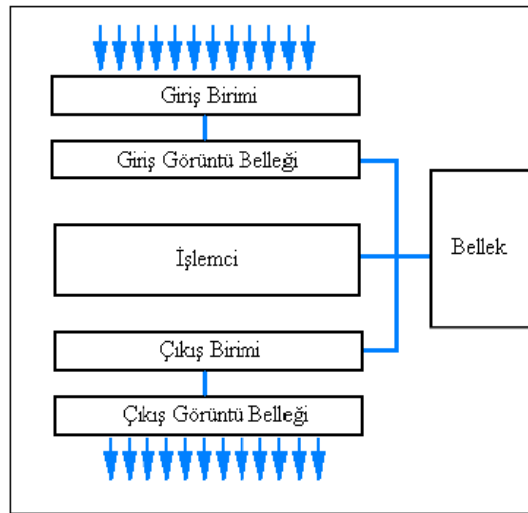 Giriş Birimi
Giriş Görüntü Belleği
İşlemci
Bellek
Çıkış Birimi
Çıkış Görüntü Belleği